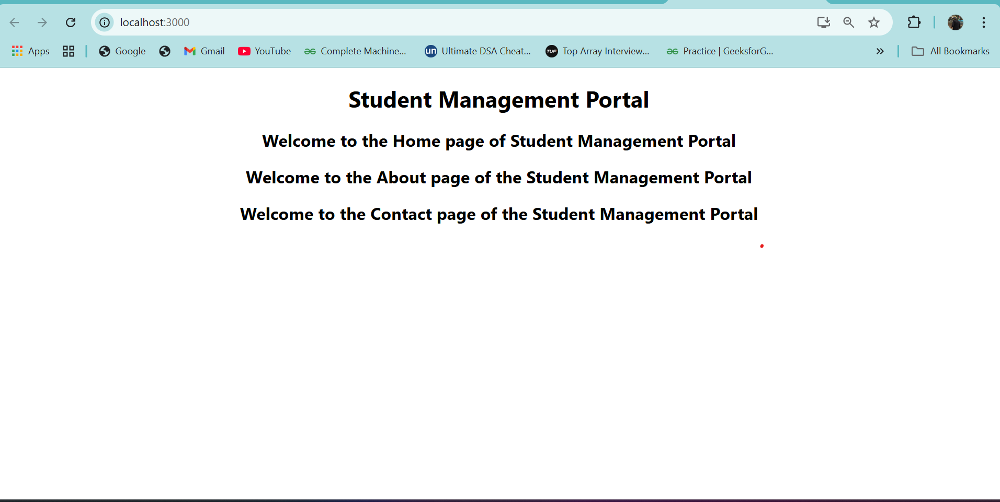 localhost:3000
Apps Google Gmail YouTube Complete Machine... un Ultimate DSA Cheat... TUF Top Array Interview... Practice | GeeksforG... All Bookmarks
Student Management Portal
Welcome to the Home page of Student Management Portal
Welcome to the About page of the Student Management Portal
Welcome to the Contact page of the Student Management Portal